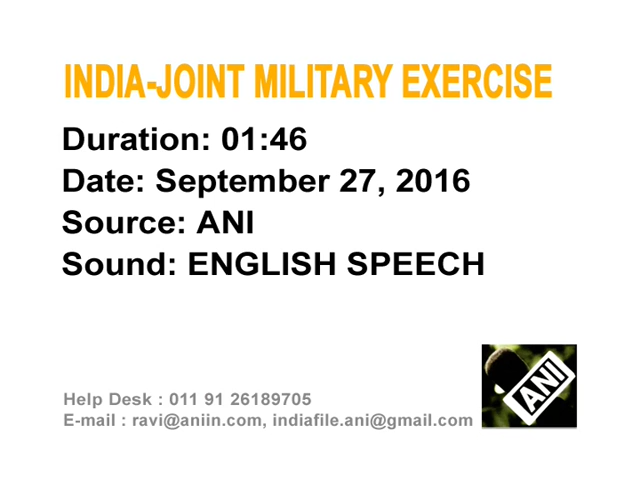 INDIA-JOINT MILITARY EXERCISE
Duration: 01:46
Date: September 27, 2016
Source: ANI
Sound: ENGLISH SPEECH
Help Desk : 011 91 26189705
E-mail : ravi@aniin.com, indiafile.ani@gmail.com
ANI